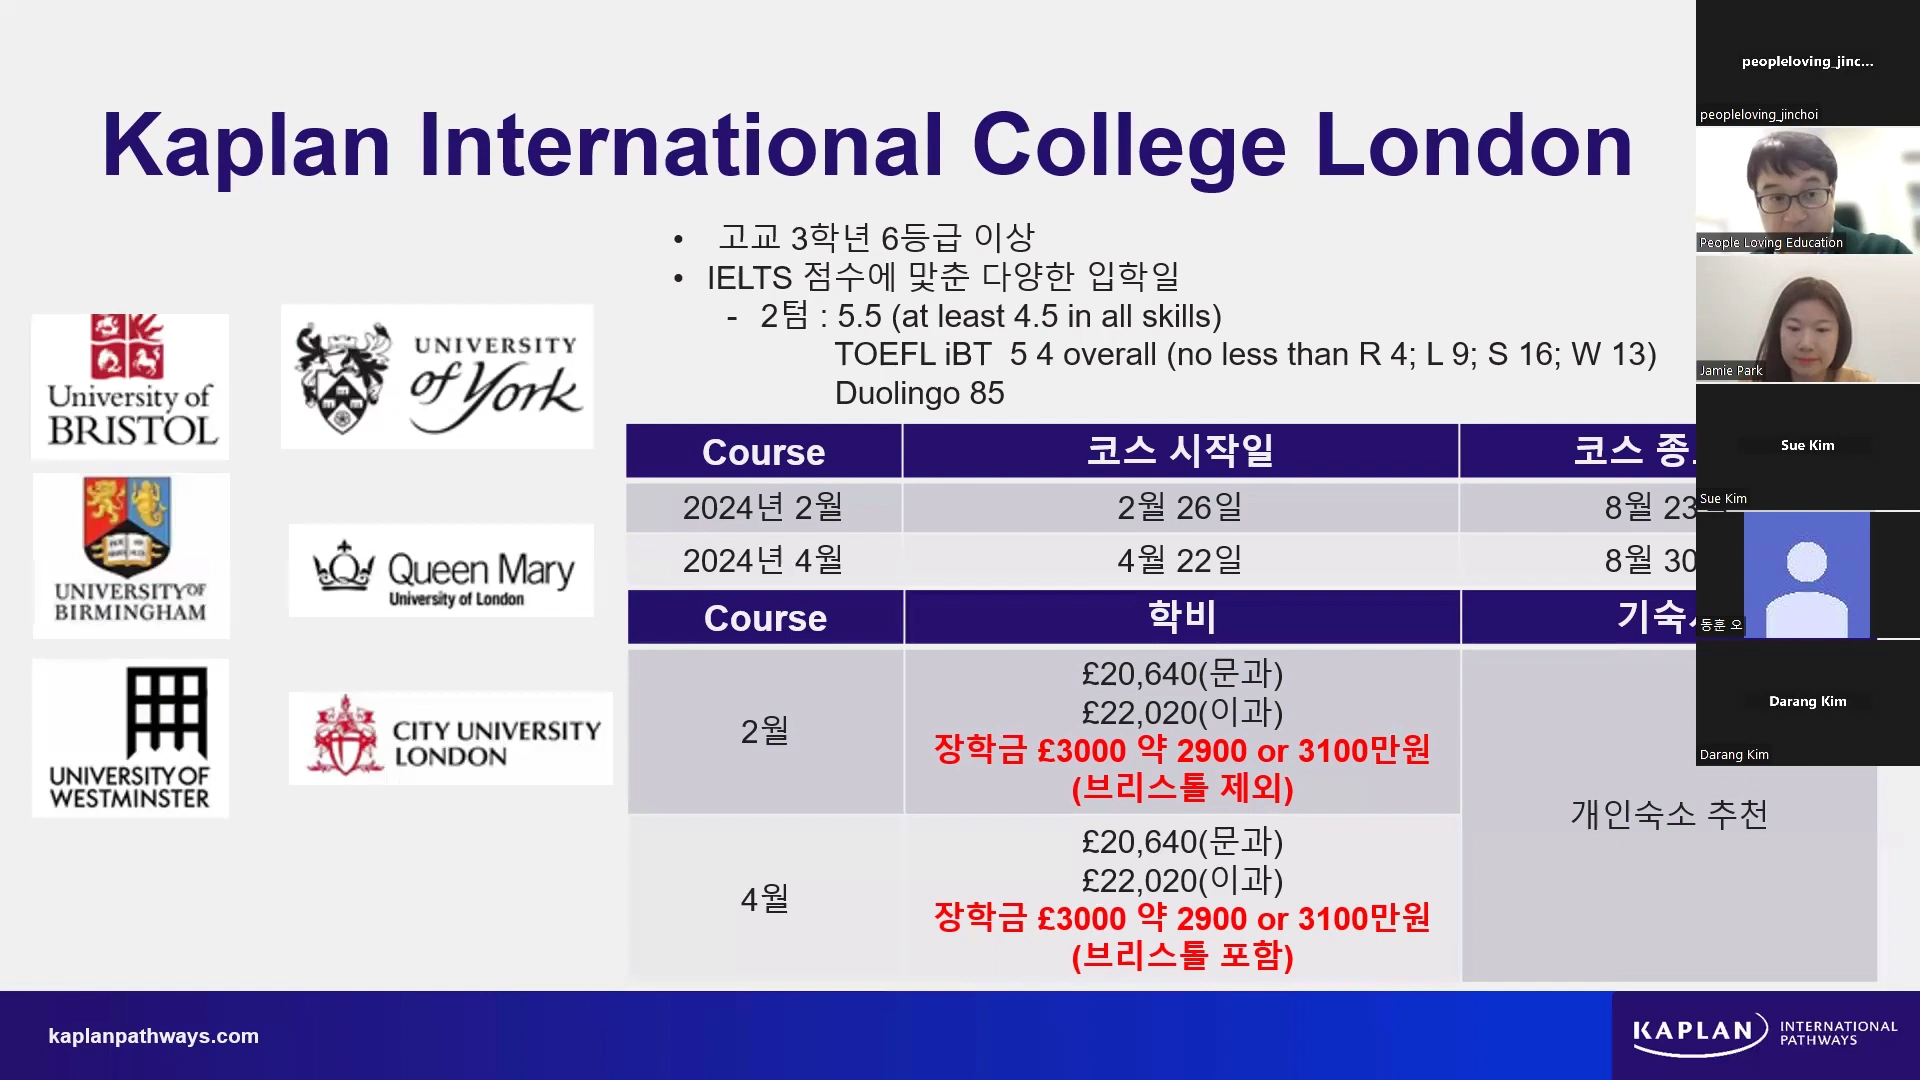 Kaplan International College London
• 고교 3학년 6등급 이상
• IELTS 점수에 맟춘 다양한 입학일
- 2텀 : 5.5 (at least 4.5 in all skills)
TOEFL iBT 5 4 overall (no less than R 4; L 9; S 16; W 13)
Duolingo 85
University of
BRISTOL
UNIVERSITY
of York
UNIVERSITY OF
BIRMINGHAM
Queen Mary
University of London
UNIVERSITY OF
WESTMINSTER
CITY UNIVERSITY
LONDON
Course 코스 시작일 코스
2024년 2월 2월 26일 8월 23
2024년 4월 4월 22일 8월 30
Course 학비 기숙
2월
£20,640(문과)
£22,020(이과)
장학금 £3000 약 2900 or 3100만원
(브리스톨 제외)
4월
£20,640(문과)
£22,020(이과)
장학금 £3000 약 2900 or 3100만원
(브리스톨 포함)
개인숙소 추천
kaplanpathways.com
KAPLAN INTERNATIONAL
PATHWAYS
peopleloving_jinc...
peopleloving_jinchoi
People Loving Education
Jamie Park
Sue Kim
Sue Kim
동훈 오
Darang Kim
Darang Kim